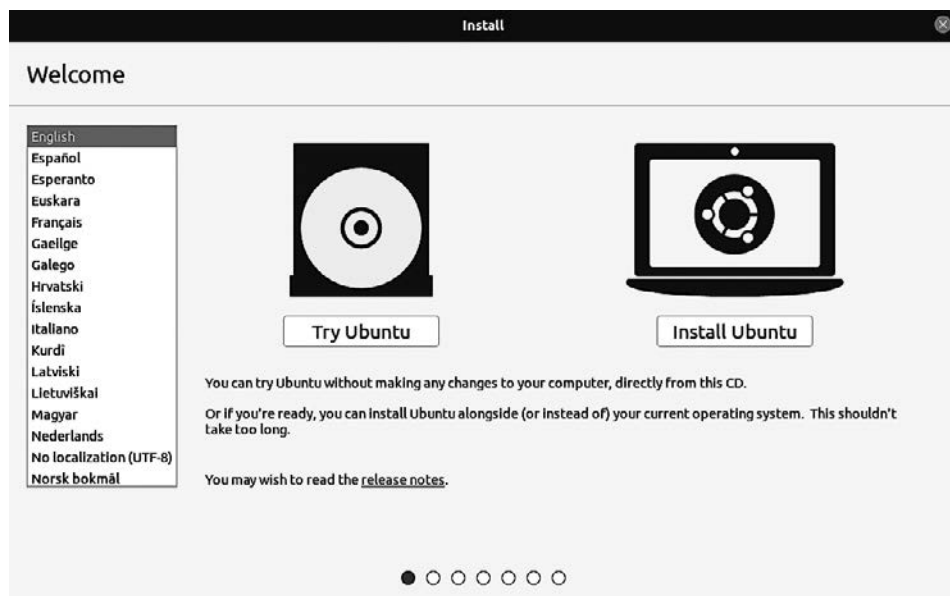 Install
Welcome
English
Español
Esperanto
Euskara
Français
Gaeilge
Galego
Hrvatski
Íslenska
Italiano
Kurdî
Latviski
Lietuviškai
Magyar
Nederlands
No localization (UTF-8)
Norsk bokmål
Try Ubuntu
Install Ubuntu
You can try Ubuntu without making any changes to your computer, directly from this CD.
Or if you're ready, you can install Ubuntu alongside (or instead of) your current operating system. This shouldn't
take too long.
You may wish to read the release notes.